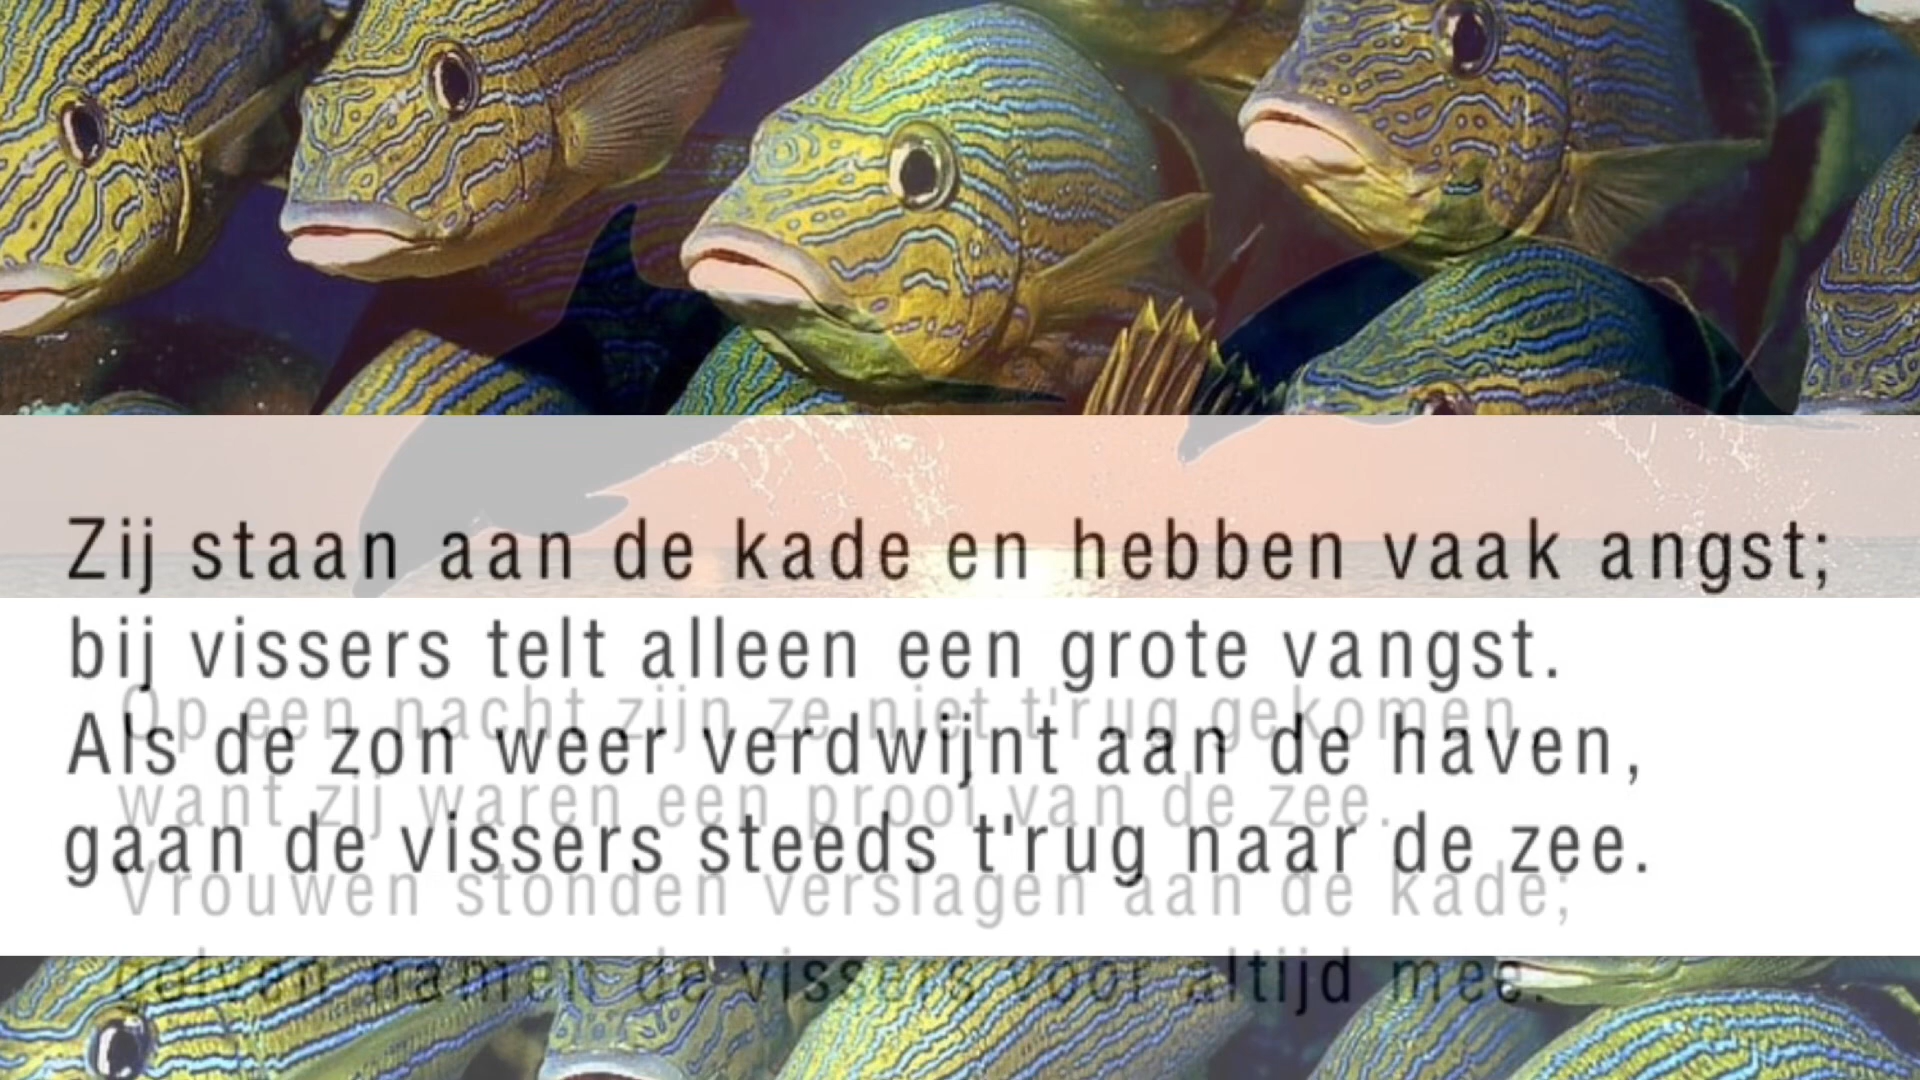 Zij staan aan de kade en hebben vaak angst;
bij vissers telt alleen een grote vangst.
Op een nacht zijn ze niet t'rug gekomen,
Als de zon weer verdwijnt aan de haven,
want zij waren een prooi van de zee.
gaan de vissers steeds t'rug naar de zee.
Vrouwen stonden verslagen aan de kade;
golven namen de vissers voor altijd mee.